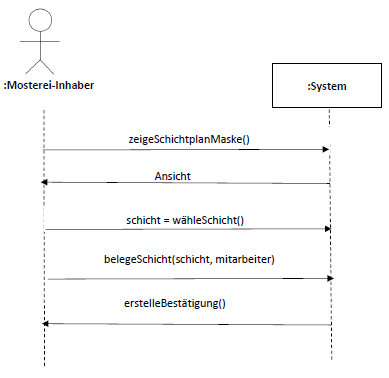 :Mosterei-Inhaber
:System
zeigeSchichtplanMaske()
Ansicht
schicht = wähleSchicht()
belegeSchicht(schicht, mitarbeiter)
erstelleBestätigung()